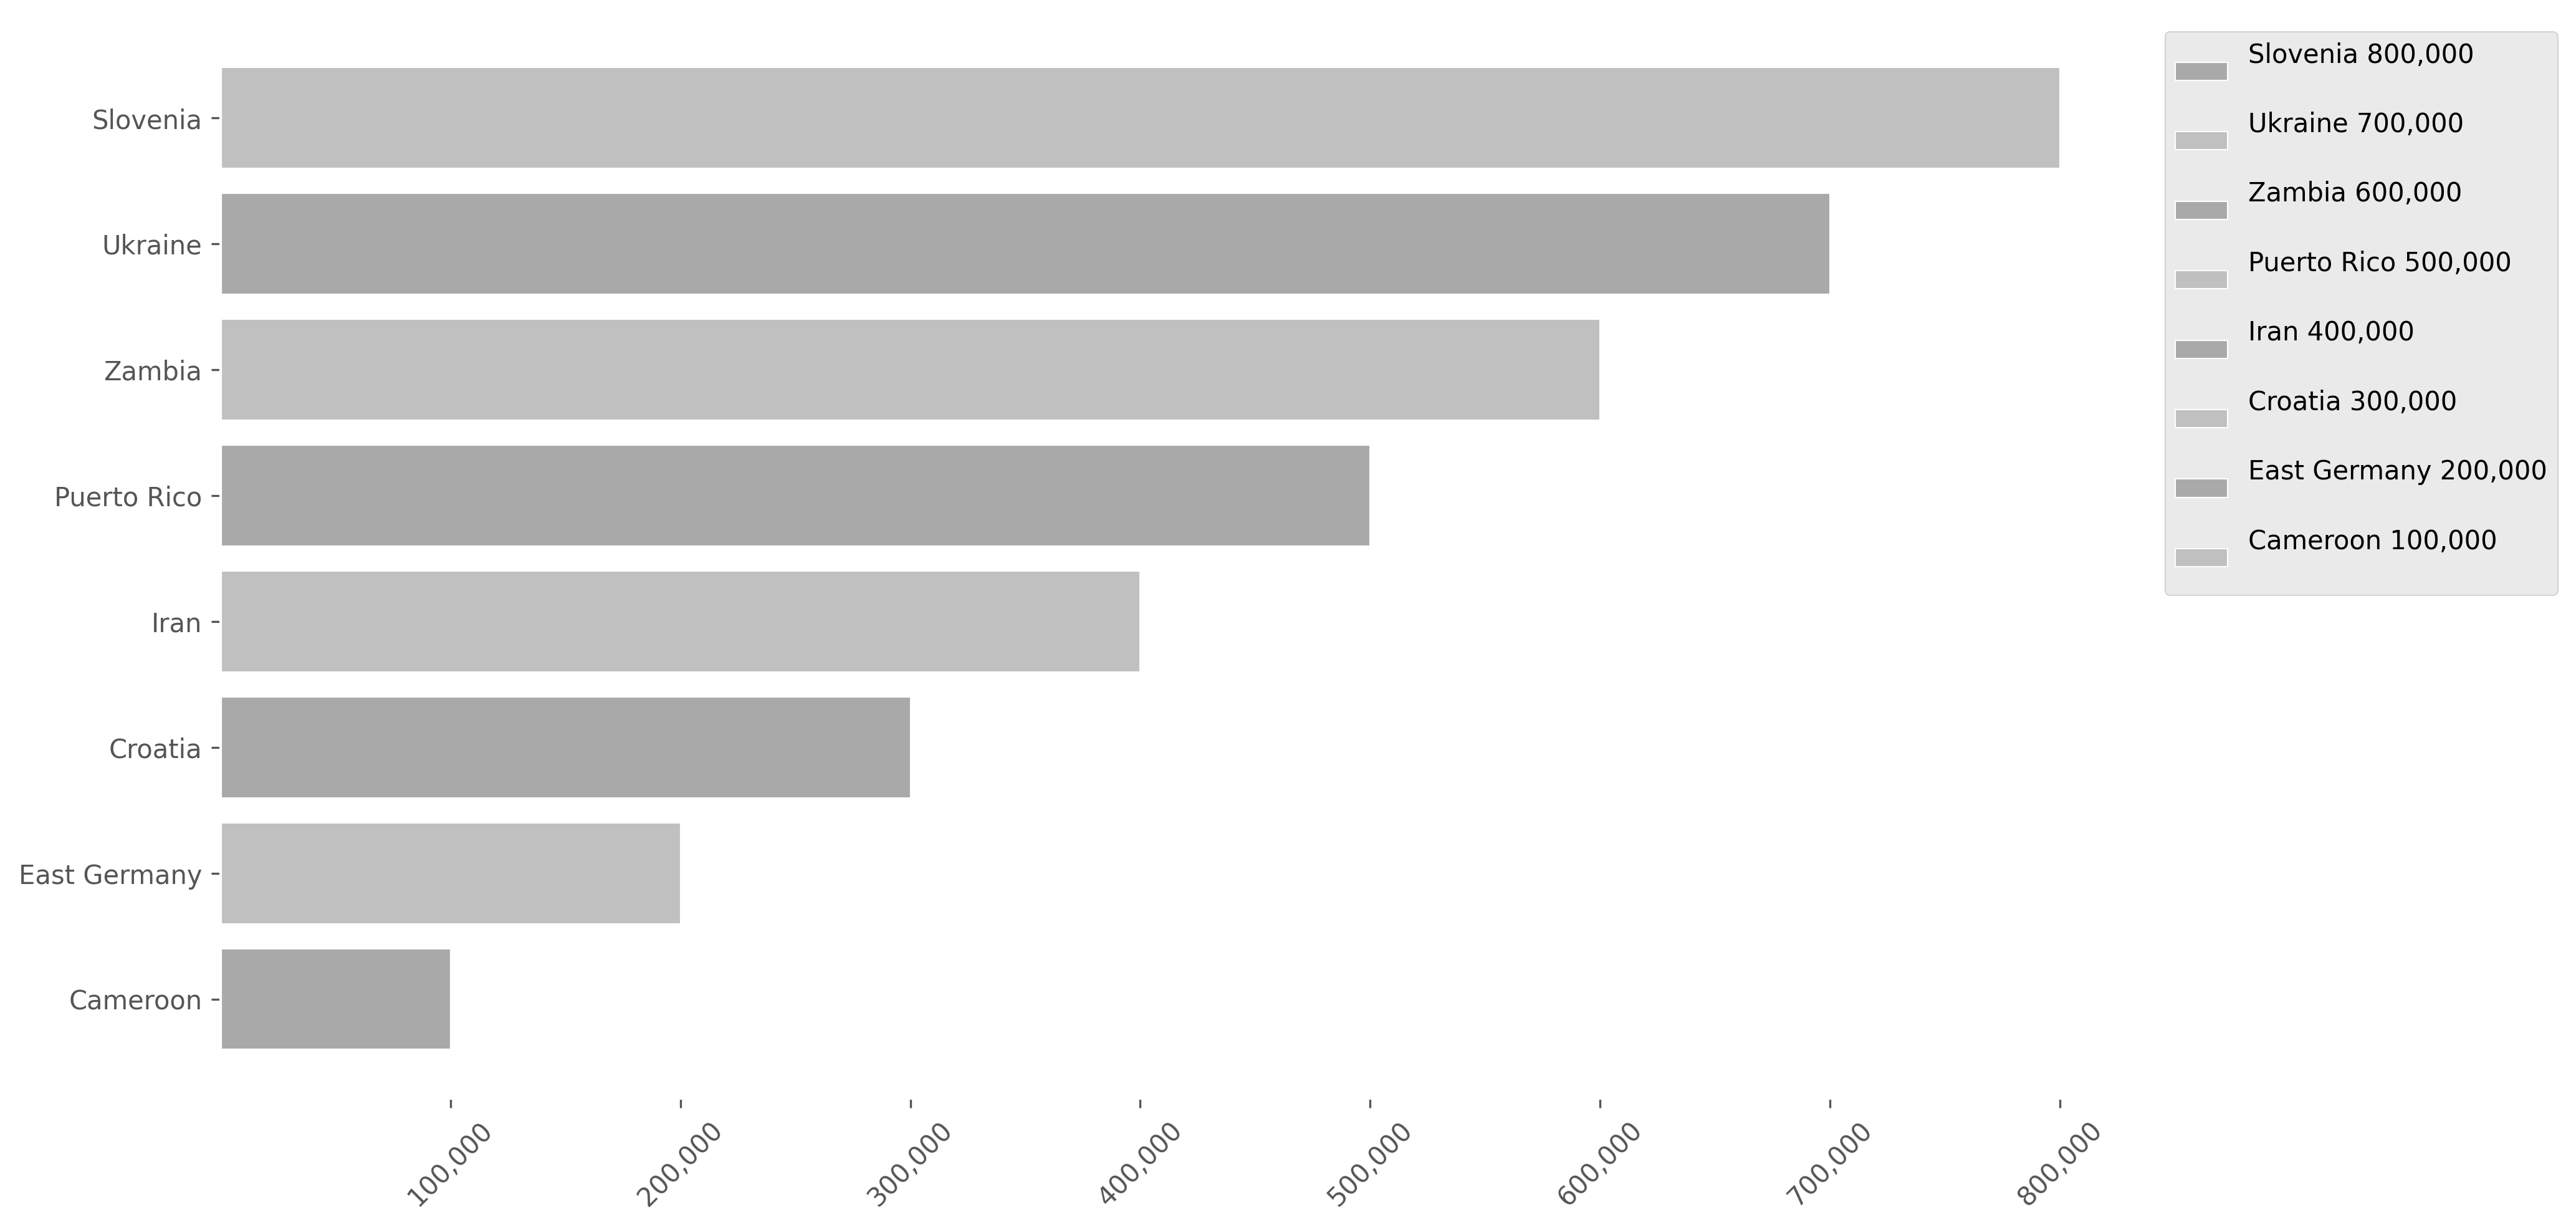 Slovenia
Ukraine
Zambia
Puerto Rico
Iran
Croatia
East Germany
Cameroon
100,000
200,000
300,000
400,000
500,000
600,000
700,000
800,000
Slovenia 800,000
Ukraine 700,000
Zambia 600,000
Puerto Rico 500,000
Iran 400,000
Croatia 300,000
East Germany 200,000
Cameroon 100,000